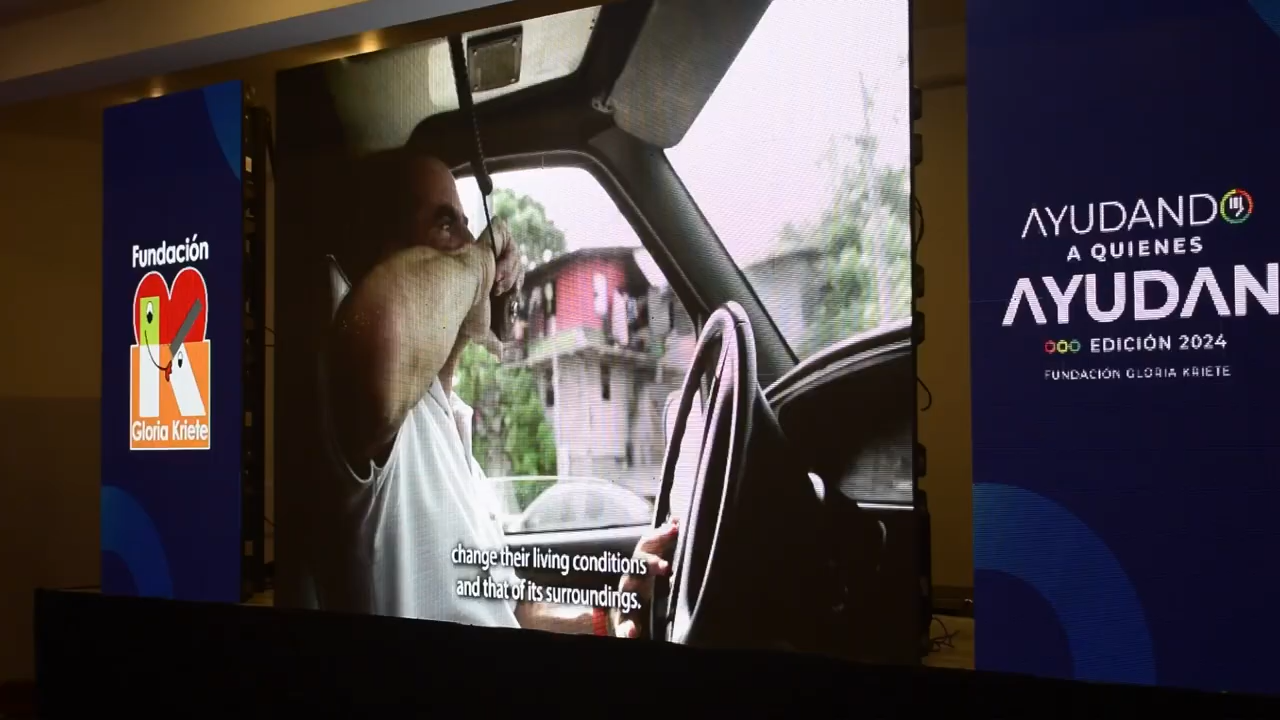 Fundación
Gloria Kriete
change their living conditions
and that of its surroundings.
AYUDANDO
A QUIENES
AYUDAN
EDICIÓN 2024
FUNDACIÓN GLORIA KRIETE